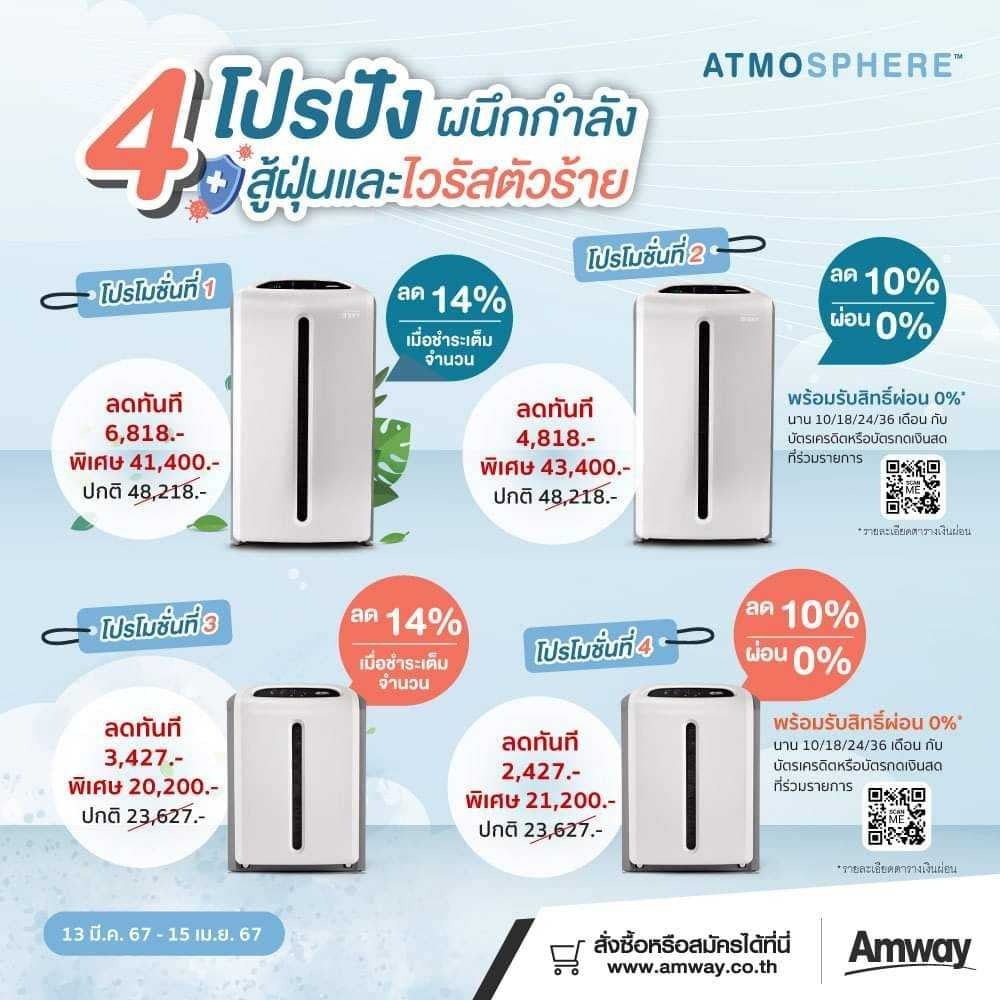 ATMOSPHERE™
4 โปรปัง ผนึกกำลัง
สู้ฝุ่นและไวรัสตัวร้าย
โปรโมชั่นที่ 1
ลด 14%
เมื่อชำระเต็ม
จำนวน
ลดทันที
6,818.-
พิเศษ 41,400.-
ปกติ 48,218.-
โปรโมชั่นที่ 2
ลด 10%
ผ่อน 0%
ลดทันที
4,818.-
พิเศษ 43,400.-
ปกติ 48,218.-
พร้อมรับสิทธิ์ผ่อน 0%*
นาน 10/18/24/36 เดือน กับ
บัตรเครดิตหรือบัตรกดเงินสด
ที่ร่วมรายการ
SCAN
ME
*รายละเอียดตารางเงินผ่อน
โปรโมชั่นที่ 3
ลด 14%
เมื่อชำระเต็ม
จำนวน
ลดทันที
3,427.-
พิเศษ 20,200.-
ปกติ 23,627.-
โปรโมชั่นที่ 4
ลด 10%
ผ่อน 0%
ลดทันที
2,427.-
พิเศษ 21,200.-
ปกติ 23,627.-
พร้อมรับสิทธิ์ผ่อน 0%*
นาน 10/18/24/36 เดือน กับ
บัตรเครดิตหรือบัตรกดเงินสด
ที่ร่วมรายการ
SCAN
ME
*รายละเอียดตารางเงินผ่อน
13 มี.ค. 67 - 15 เม.ย. 67
สั่งซื้อหรือสมัครได้ที่นี่
www.amway.co.th
Amway